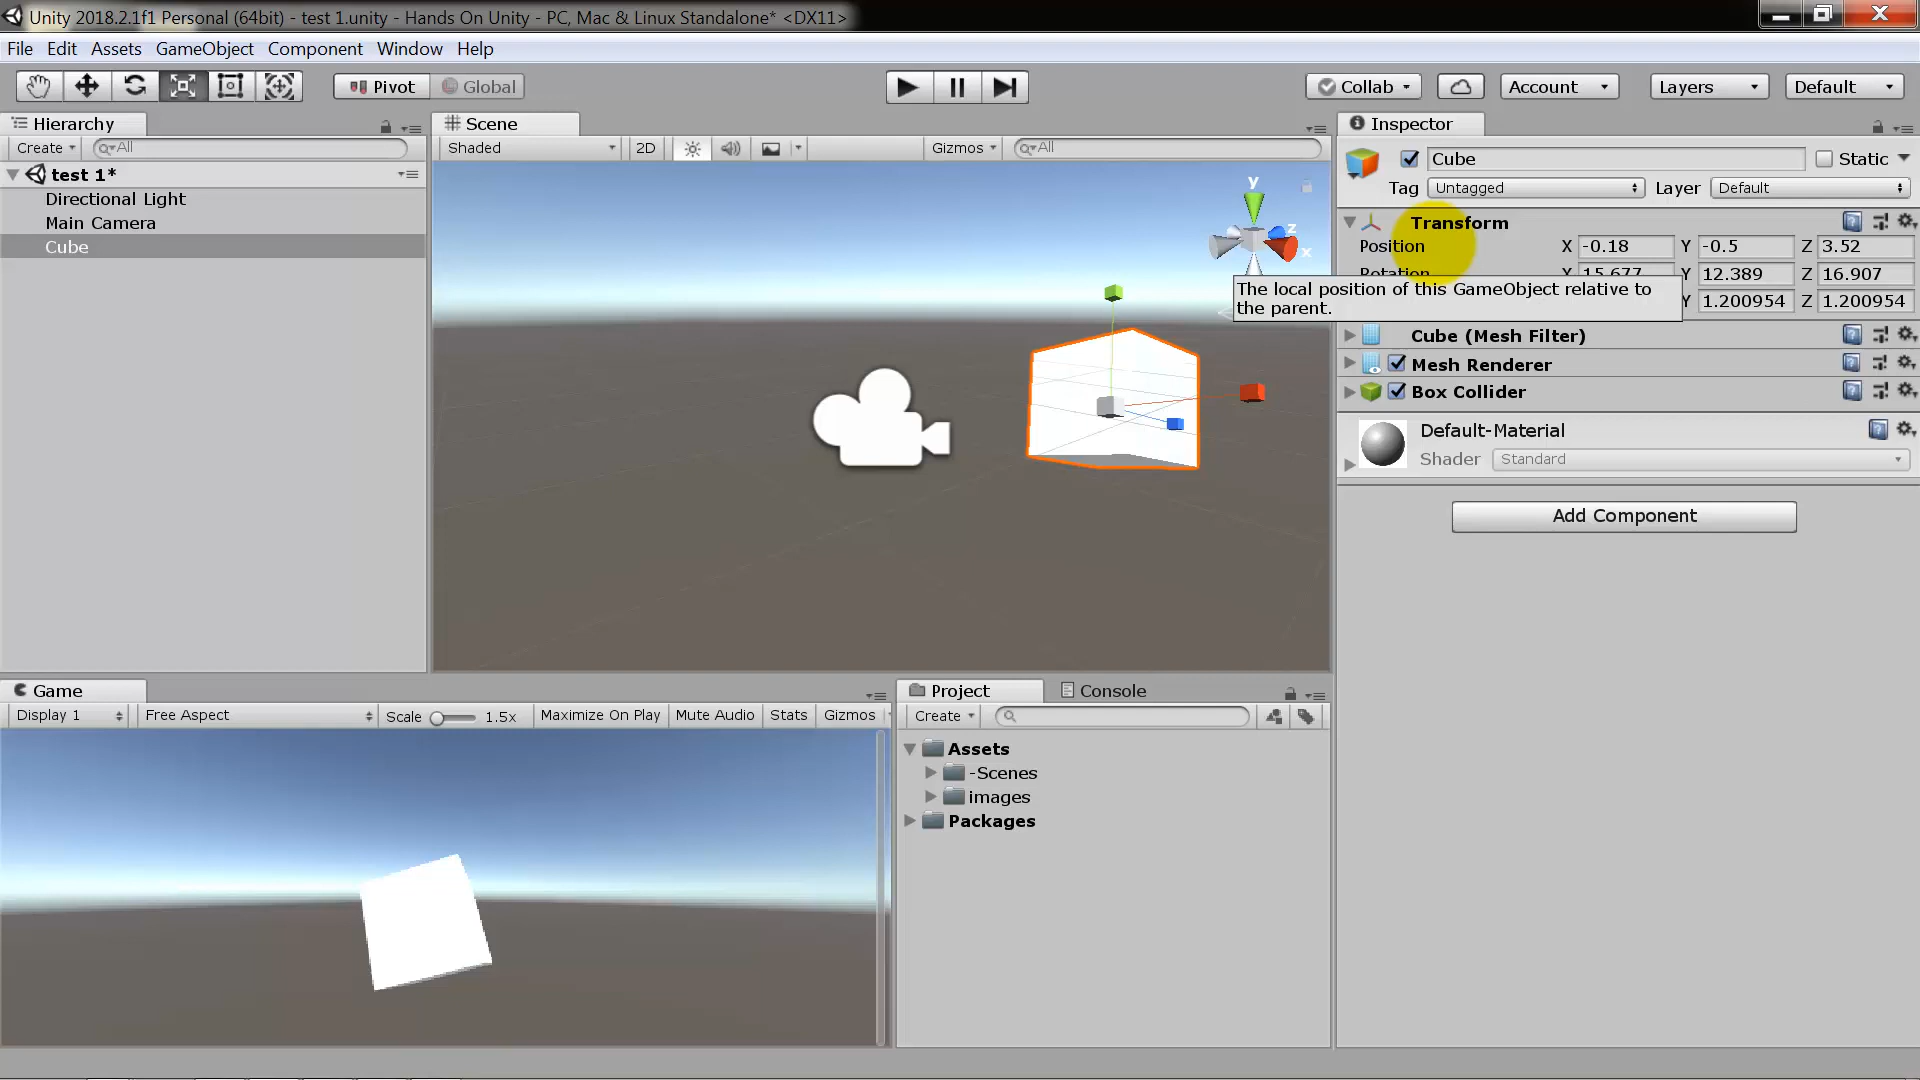 Unity 2018.2.1f1 Personal (64bit) - test 1.unity - Hands On Unity - PC, Mac & Linux Standalone* <DX11>
File Edit Assets GameObject Component Window Help
Pivot Global Collab Account Layers Default
Hierarchy
Create All
test 1*
Directional Light
Main Camera
Cube
Scene
Shaded 2D Gizmos All
y
z
x
Inspector
Cube Static
Tag Untagged Layer Default
Transform
Position X -0.18 Y -0.5 Z 3.52
Rotation X 15.677 Y 12.389 Z 16.907
The local position of this GameObject relative to
the parent.
Y 1.200954 Z 1.200954
Cube (Mesh Filter)
Mesh Renderer
Box Collider
Default-Material
Shader Standard
Add Component
Game
Display 1 Free Aspect Scale 1.5x Maximize On Play Mute Audio Stats Gizmos
Project Console
Create
Assets
-Scenes
images
Packages